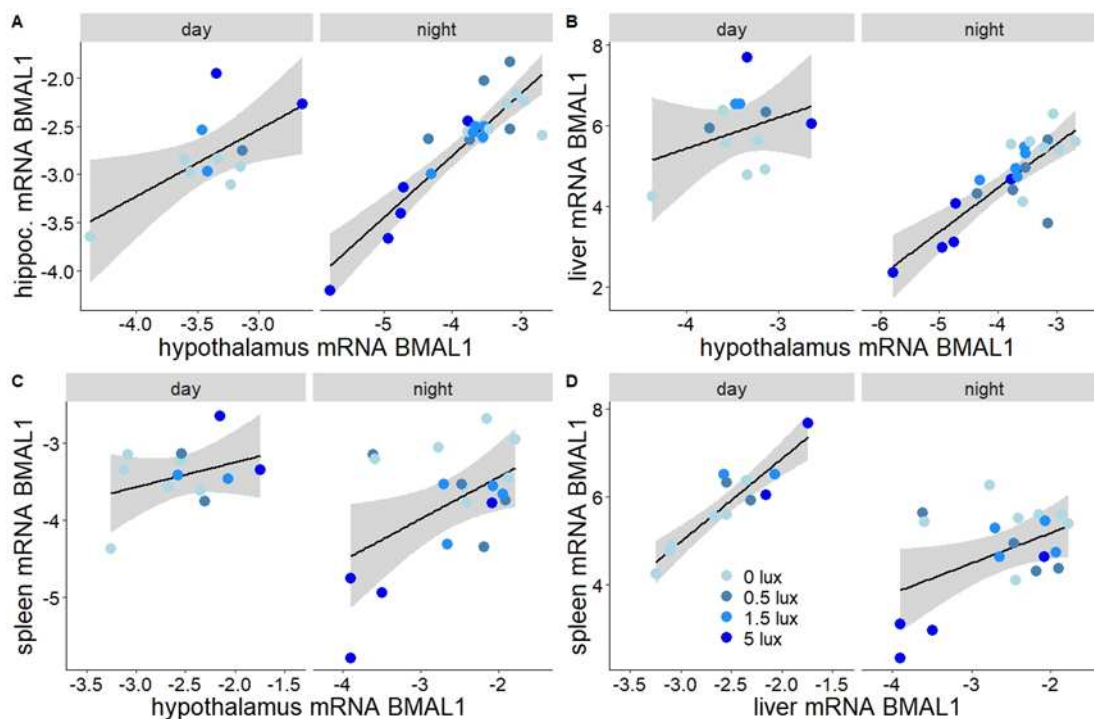 A
day
night
hippoc. mRNA BMAL1
-2.0
-2.5
-3.0
-3.5
-4.0
-4.0
-3.0
-5
-4
-3
hypothalamus mRNA BMAL1
B
day
night
liver mRNA BMAL1
8
6
4
2
-4
-3
-6
-5
-4
-3
hypothalamus mRNA BMAL1
C
day
night
spleen mRNA BMAL1
-3
-4
-5
-3.5
-3.0
-2.5
-2.0
-1.5
-4
-3
-2
hypothalamus mRNA BMAL1
D
day
night
spleen mRNA BMAL1
8
6
4
0 lux
0.5 lux
1.5 lux
5 lux
-3.5
-3.0
-2.5
-2.0
-1.5
-4
-3
-2
liver mRNA BMAL1